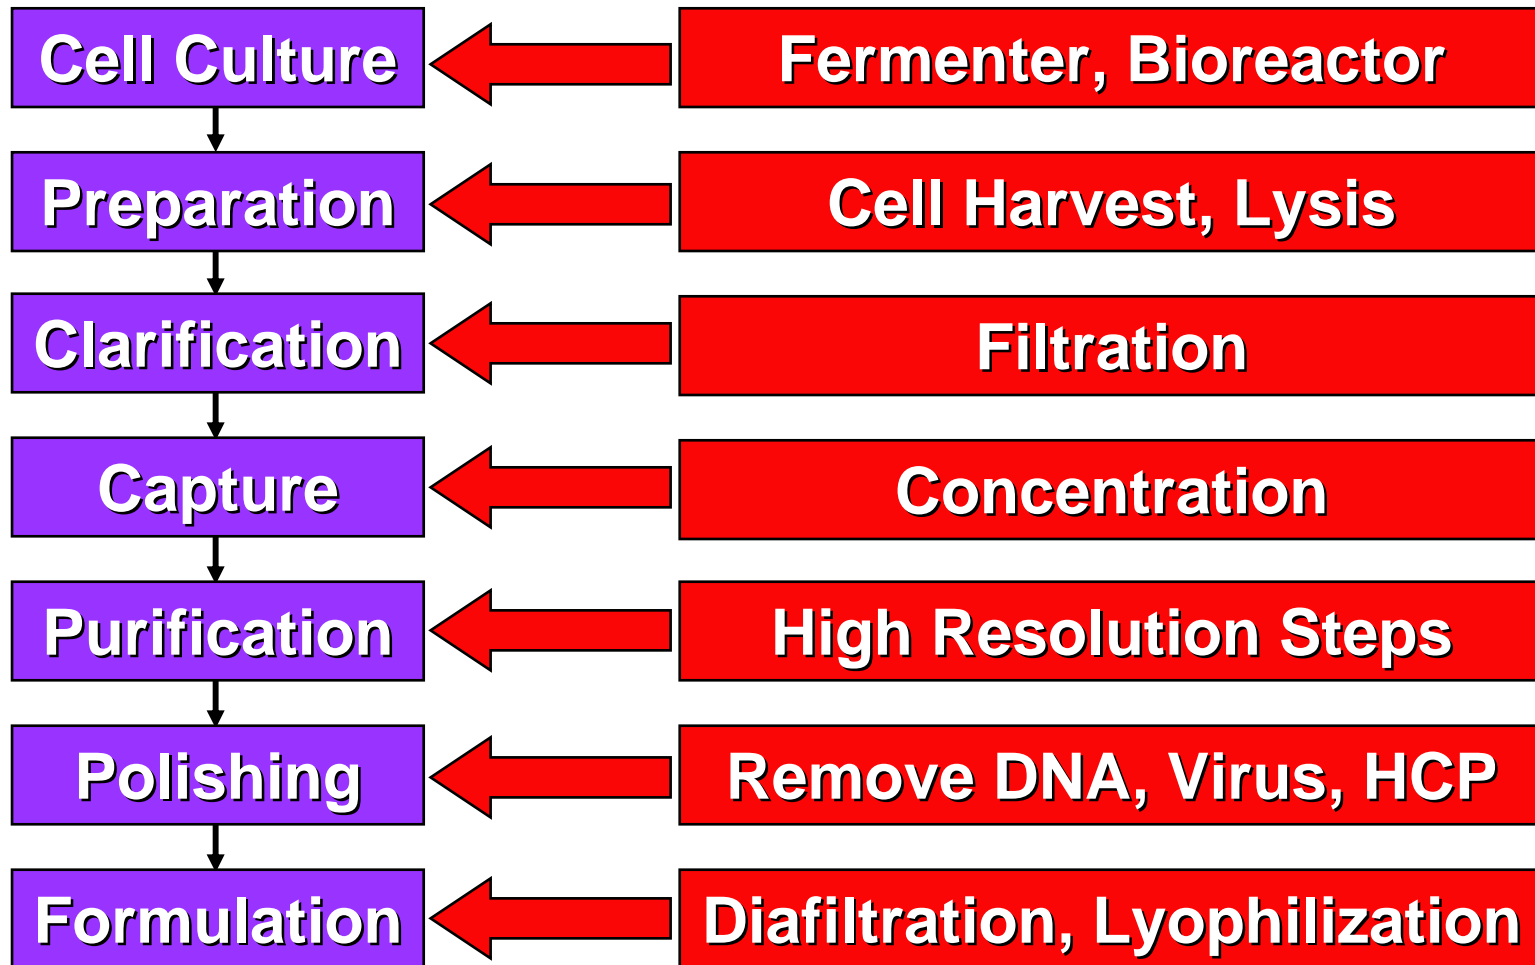 Cell Culture
Fermenter, Bioreactor
Preparation
Cell Harvest, Lysis
Clarification
Filtration
Capture
Concentration
Purification
High Resolution Steps
Polishing
Remove DNA, Virus, HCP
Formulation
Diafiltration, Lyophilization